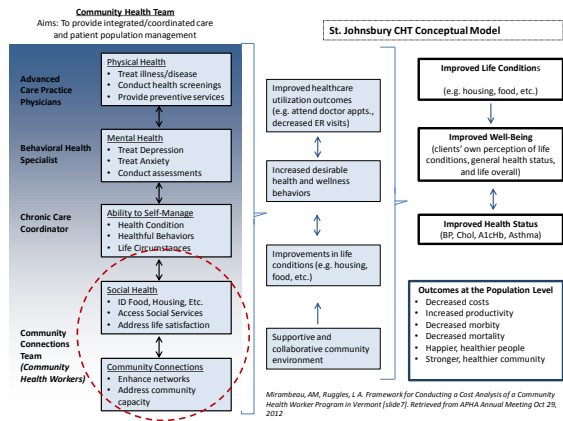 Community Health Team
Aims: To provide integrated/coordinated care
and patient population management
St. Johnsbury CHT Conceptual Model
Advanced
Care Practice
Physicians
Physical Health
• Treat illness/disease
• Conduct health screenings
• Provide preventive services
Behavioral Health
Specialist
Mental Health
• Treat Depression
• Treat Anxiety
• Conduct assessments
Chronic Care
Coordinator
Ability to Self-Manage
• Health Condition
• Healthful Behaviors
• Life Circumstances
Social Health
• ID Food, Housing, Etc.
• Access Social Services
• Address life satisfaction
Community
Connections
Team
(Community
Health Workers)
Community Connections
• Enhance networks
• Address community
capacity
Improved healthcare
utilization outcomes
(e.g. attend doctor appts.,
decreased ER visits)
Increased desirable
health and wellness
behaviors
Improvements in life
conditions (e.g. housing,
food, etc.)
Supportive and
collaborative community
environment
Improved Life Conditions
(e.g. housing, food, etc.)
Improved Well-Being
(clients' own perception of life
conditions, general health status,
and life overall)
Improved Health Status
(BP, Chol, A1cHb, Asthma)
Outcomes at the Population Level
• Decreased costs
• Increased productivity
• Decreased morbity
• Decreased mortality
• Happier, healthier people
• Stronger, healthier community
Mirambeau, AM, Ruggles, L A. Framework for Conducting a Cost Analysis of a Community
Health Worker Program in Vermont [slide7]. Retrieved from APHA Annual Meeting Oct 29,
2012